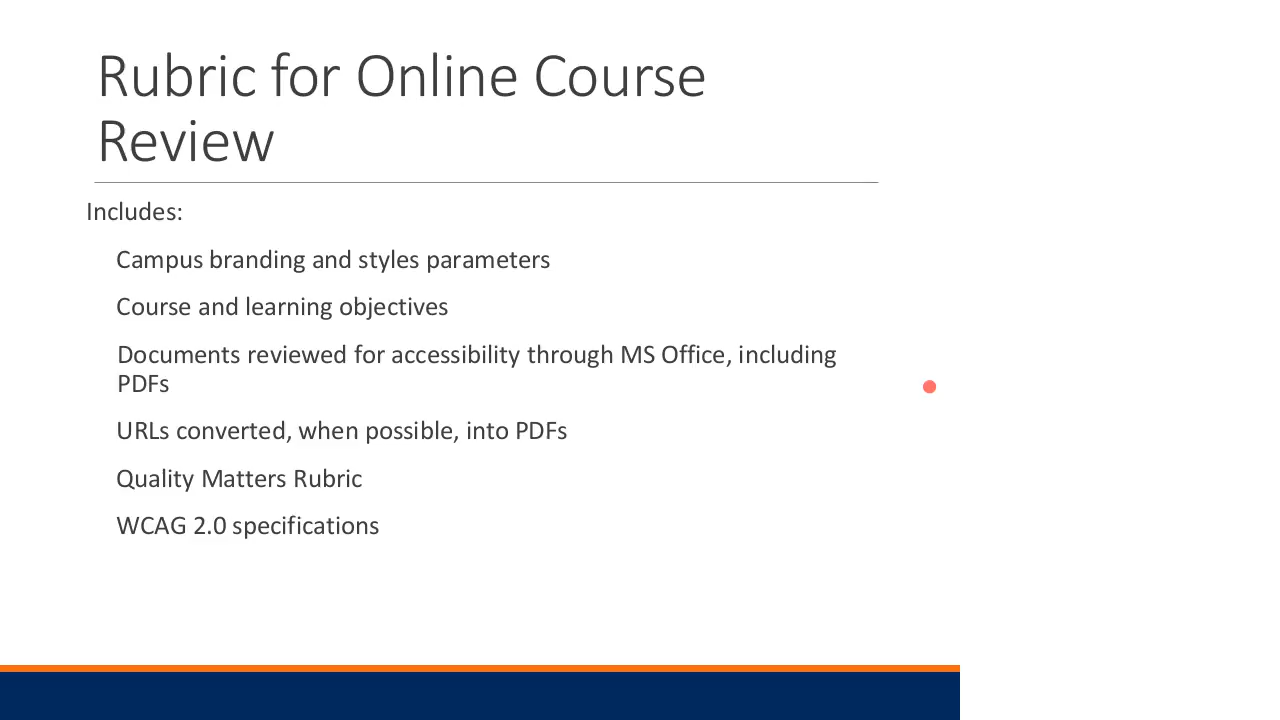 Rubric for Online Course
Review
Includes:
Campus branding and styles parameters
Course and learning objectives
Documents reviewed for accessibility through MS Office, including
PDFs
URLs converted, when possible, into PDFs
Quality Matters Rubric
WCAG 2.0 specifications